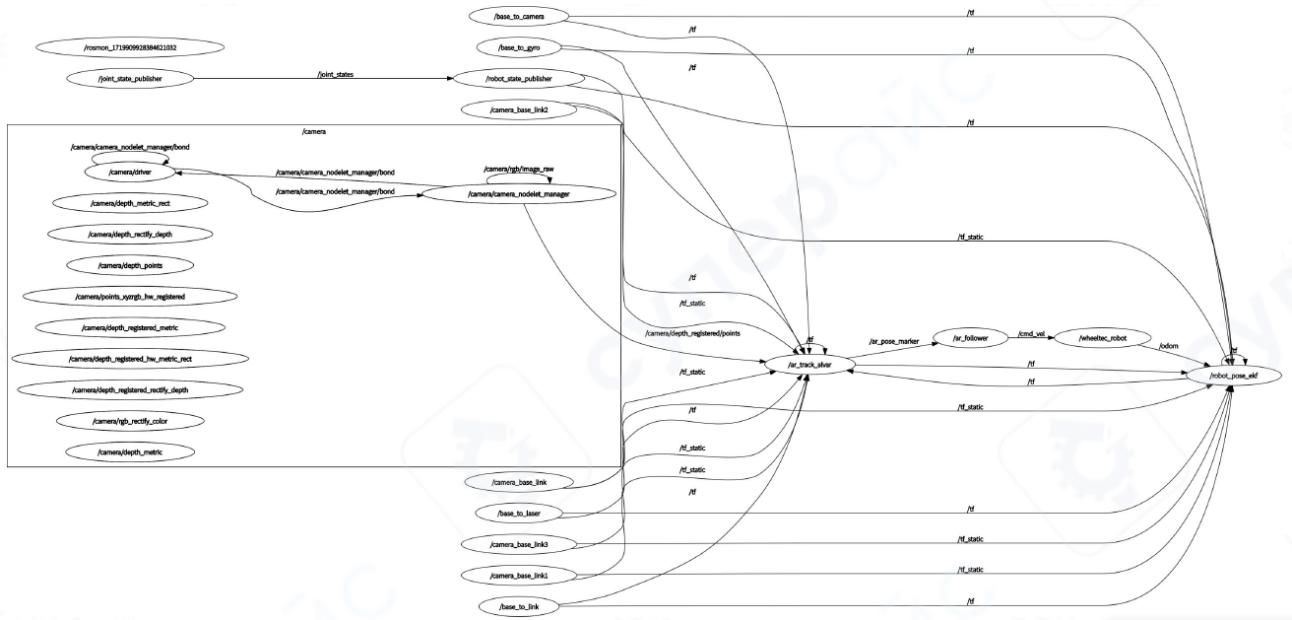 /base_to_camera
/tf
/tf
/rosmon_1719909928384621032
/base_to_gyro
/tf
/joint_state_publisher
/joint_states
/robot_state_publisher
/tf
/camera_base_link2
/tf
/camera
/camera/camera_nodelet_manager/bond
/camera/driver
/camera/camera_nodelet_manager/bond
/camera/rgb/image_raw
/camera/camera_nodelet_manager/bond
/camera/camera_nodelet_manager
/camera/depth_metric_rect
/camera/depth_rectify_depth
/tf_static
/camera/depth_points
/tf
/camera/points_xyzrgb_hw_registered
/tf_static
/camera/depth_registered_metric
/camera/depth_registered/points
/tf
/ar_pose_marker
/ar_follower
/cmd_vel
/wheeltec_robot
/odom
/tf
/camera/depth_registered_hw_metric_rect
/ar_track_alvar
/tf
/robot_pose_ekf
/tf_static
/tf
/camera/depth_registered_rectify_depth
/tf
/tf_static
/camera/rgb_rectify_color
/tf_static
/camera/depth_metric
/tf_static
/camera_base_link
/tf
/base_to_laser
/tf
/camera_base_link3
/tf_static
/camera_base_link1
/tf_static
/base_to_link
/tf
суперайс